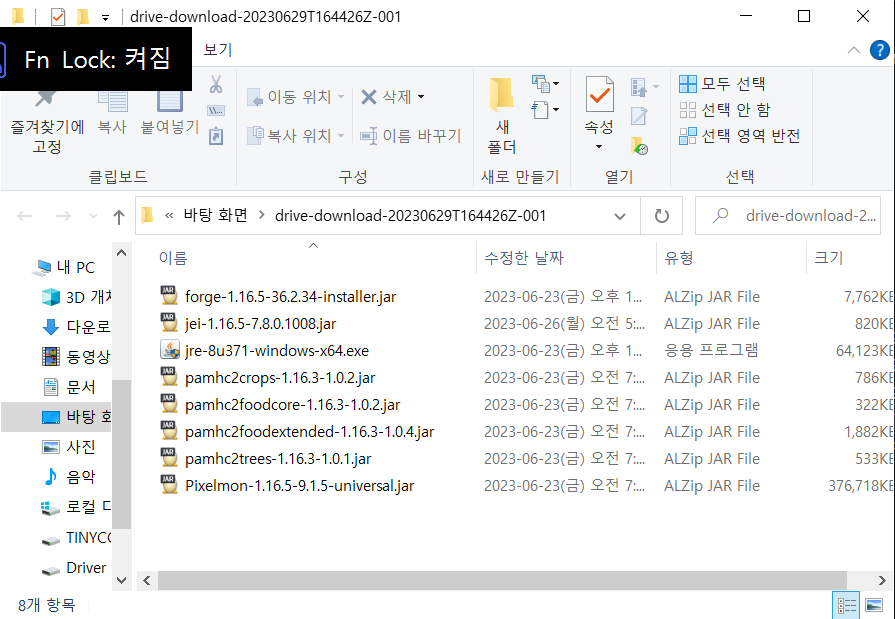 drive-download-20230629T164426Z-001
Fn Lock: 켜짐
보기
?
즐겨찾기에 고정
복사
붙여넣기
클립보드
이동 위치
복사 위치
삭제
이름 바꾸기
구성
새 폴더
새로 만들기
속성
열기
모두 선택
선택 안 함
선택 영역 반전
선택
« 바탕 화면 > drive-download-20230629T164426Z-001
drive-download-2...
이름 수정한 날짜 유형 크기
내 PC
3D 개체
다운로
동영상
문서
바탕 화
사진
음악
로컬 디
TINYCO
Driver
forge-1.16.5-36.2.34-installer.jar 2023-06-23(금) 오후 1... ALZip JAR File 7,762KB
jei-1.16.5-7.8.0.1008.jar 2023-06-26(월) 오전 5:... ALZip JAR File 820KB
jre-8u371-windows-x64.exe 2023-06-23(금) 오후 1... 응용 프로그램 64,123KB
pamhc2crops-1.16.3-1.0.2.jar 2023-06-23(금) 오전 7:... ALZip JAR File 786KB
pamhc2foodcore-1.16.3-1.0.2.jar 2023-06-23(금) 오전 7:... ALZip JAR File 322KB
pamhc2foodextended-1.16.3-1.0.4.jar 2023-06-23(금) 오전 7:... ALZip JAR File 1,882KB
pamhc2trees-1.16.3-1.0.1.jar 2023-06-23(금) 오전 7:... ALZip JAR File 533KB
Pixelmon-1.16.5-9.1.5-universal.jar 2023-06-23(금) 오전 7:... ALZip JAR File 376,718KB
8개 항목